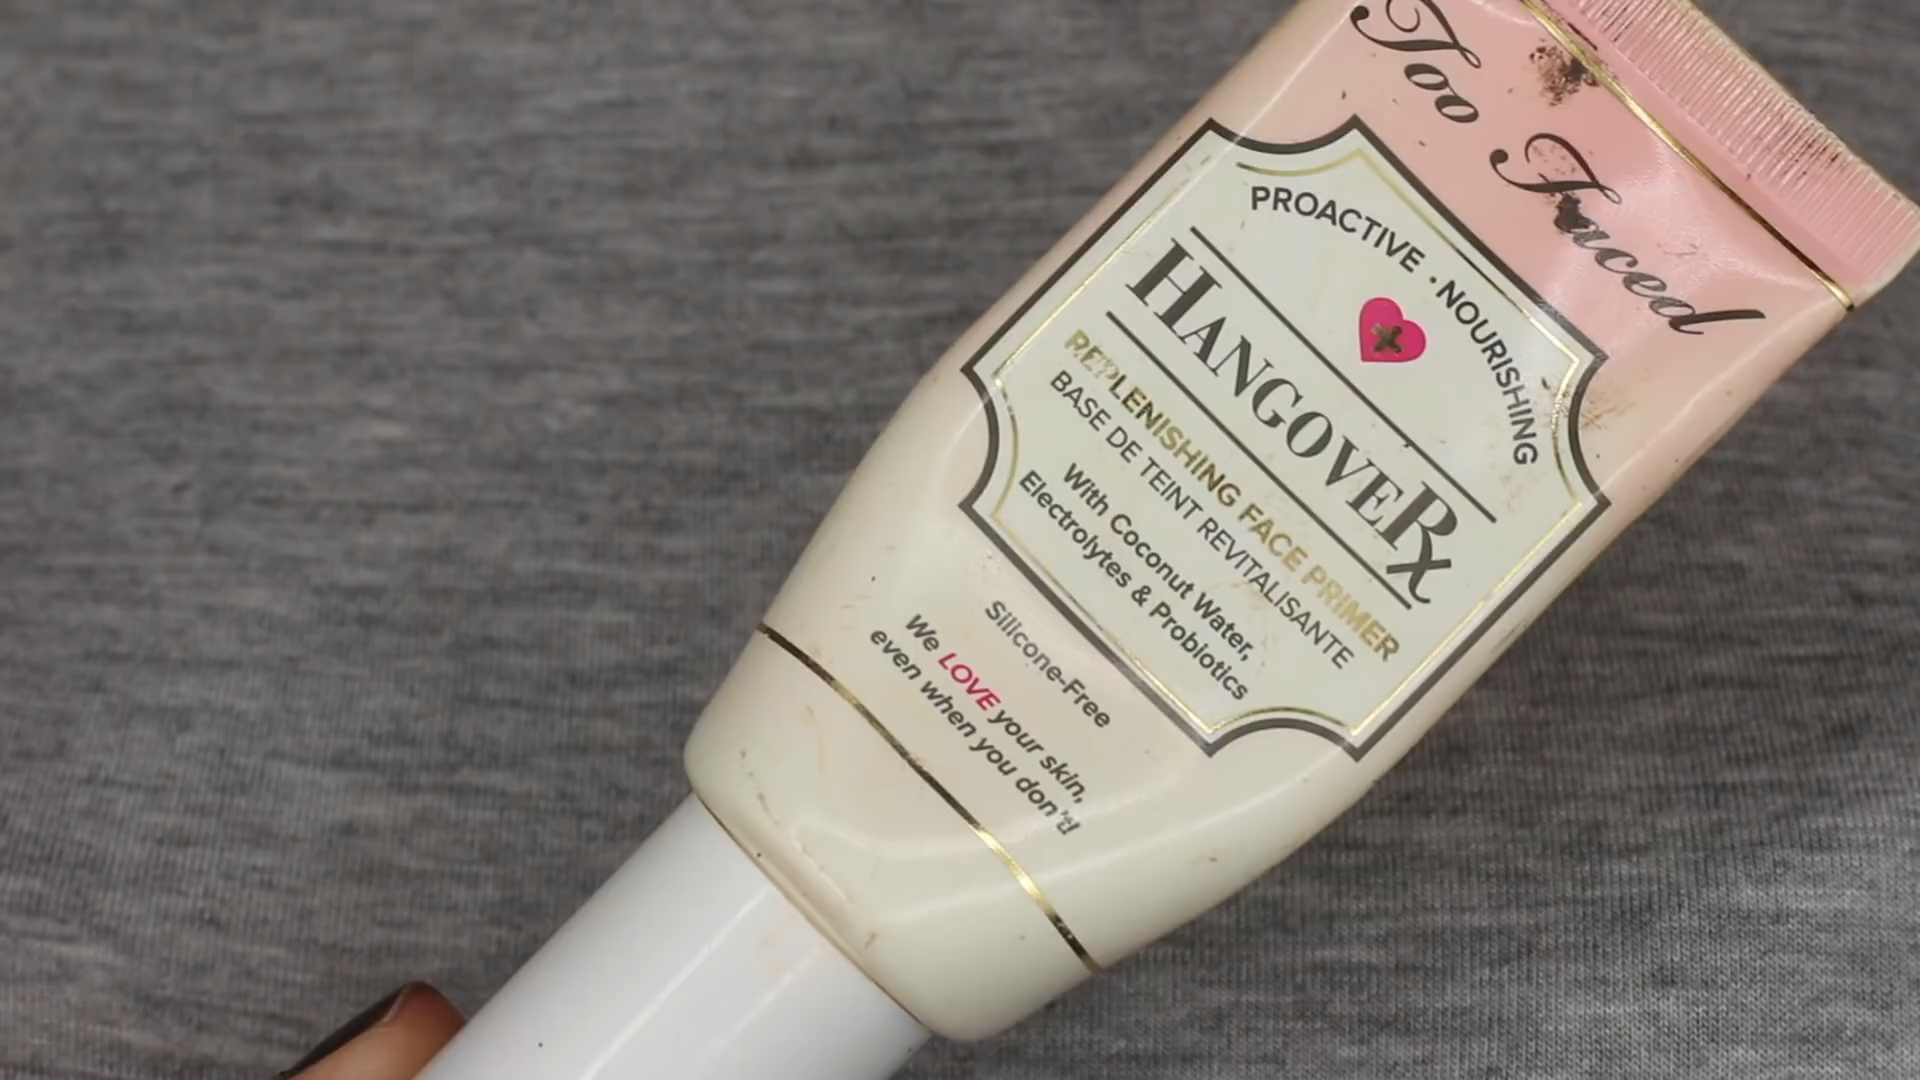 Too Faced
PROACTIVE · NOURISHING
HANGOVERX
REPLENISHING FACE PRIMER
BASE DE TEINT REVITALISANTE
With Coconut Water,
Electrolytes & Probiotics
Silicone-Free
We LOVE your skin,
even when you don't!